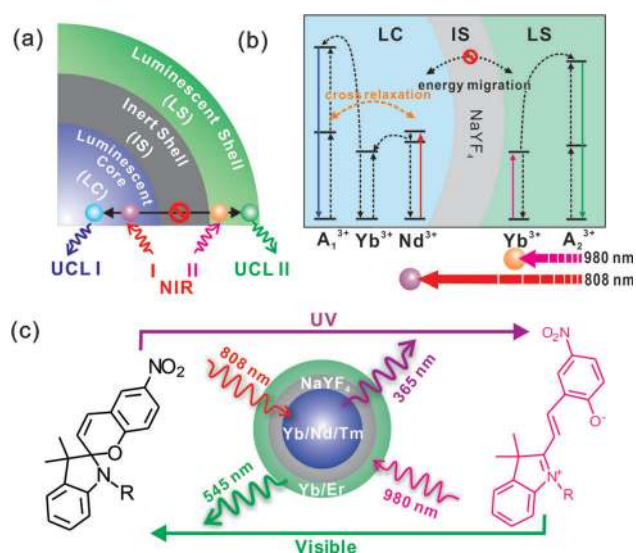 (a)
Luminescent Shell
(LS)
Inert Shell
(IS)
Luminescent
Core
(LC)
UCL I
I
NIR
II
UCL II
(b)
LC
IS
LS
energy migration
cross relaxation
NaYF₄
A₁³⁺ Yb³⁺ Nd³⁺
Yb³⁺ A₂³⁺
980 nm
808 nm
(c)
UV
NO₂
O
N
R
808 nm
365 nm
NaYF₄
Yb/Nd/Tm
Yb/Er
545 nm
980 nm
O₂N
O⁻
N⁺
R
Visible